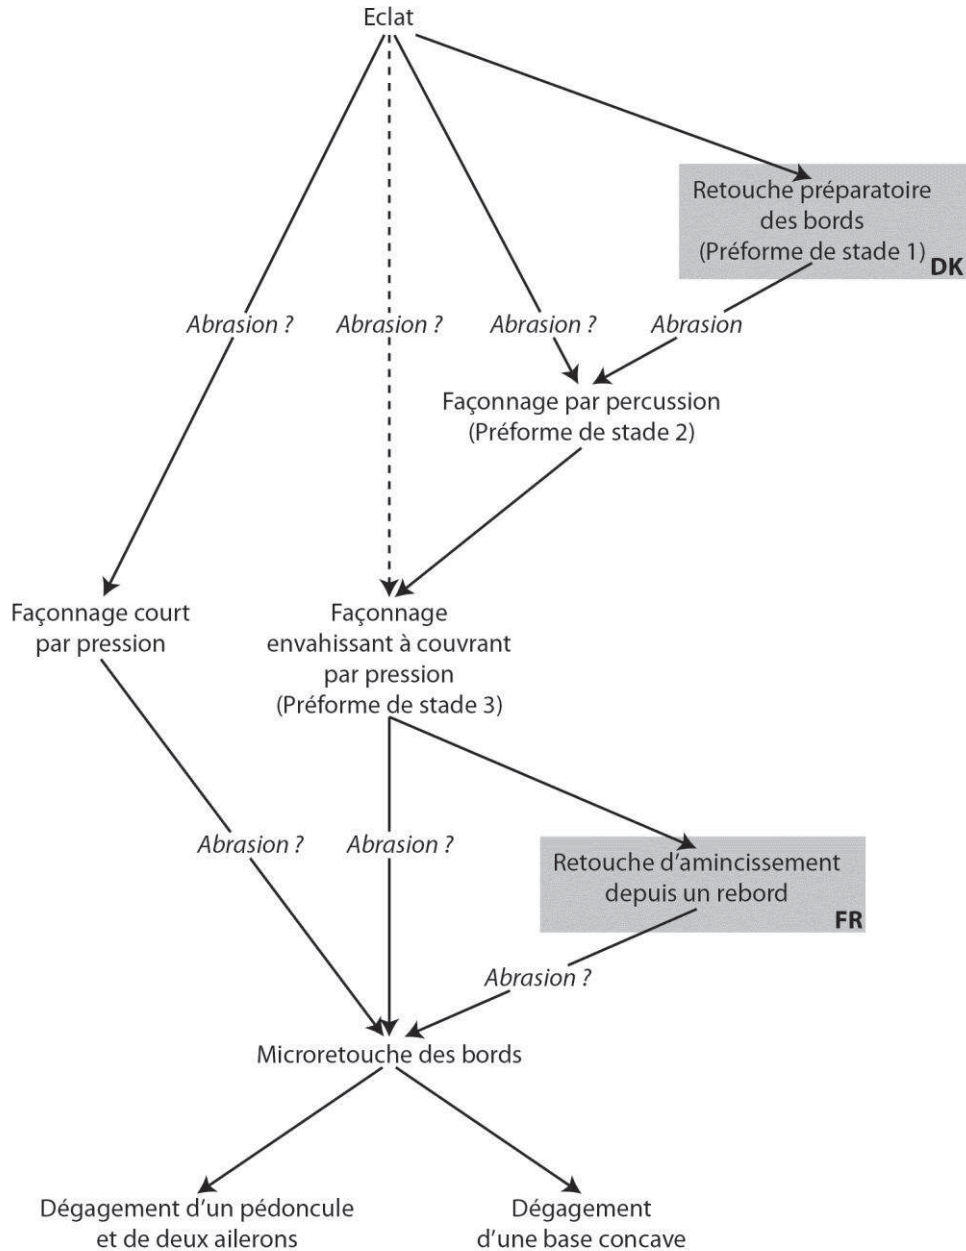 Eclat
Retouche préparatoire
des bords
(Préforme de stade 1)
DK
Abrasion ?
Abrasion ?
Abrasion ?
Abrasion
Façonnage par percussion
(Préforme de stade 2)
Façonnage court
par pression
Façonnage
envahissant à couvrant
par pression
(Préforme de stade 3)
Abrasion ?
Abrasion ?
Retouche d'amincissement
depuis un rebord
FR
Abrasion ?
Microretouche des bords
Dégagement d'un pédoncule
et de deux ailerons
Dégagement
d'une base concave